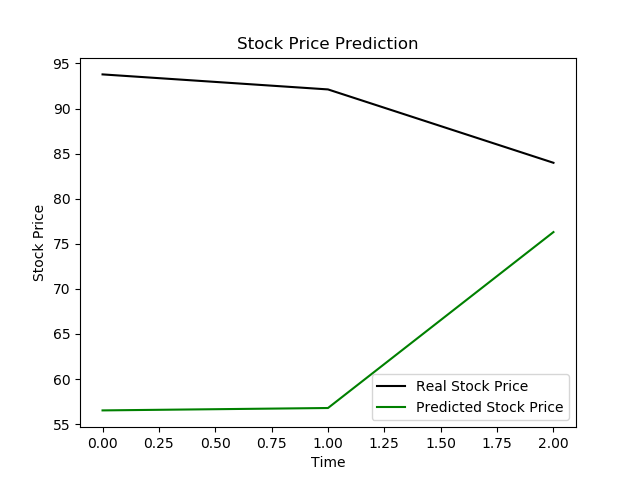 Stock Price Prediction
95
90
85
80
75
70
65
60
55
Stock Price
Real Stock Price
Predicted Stock Price
0.00 0.25 0.50 0.75 1.00 1.25 1.50 1.75 2.00
Time